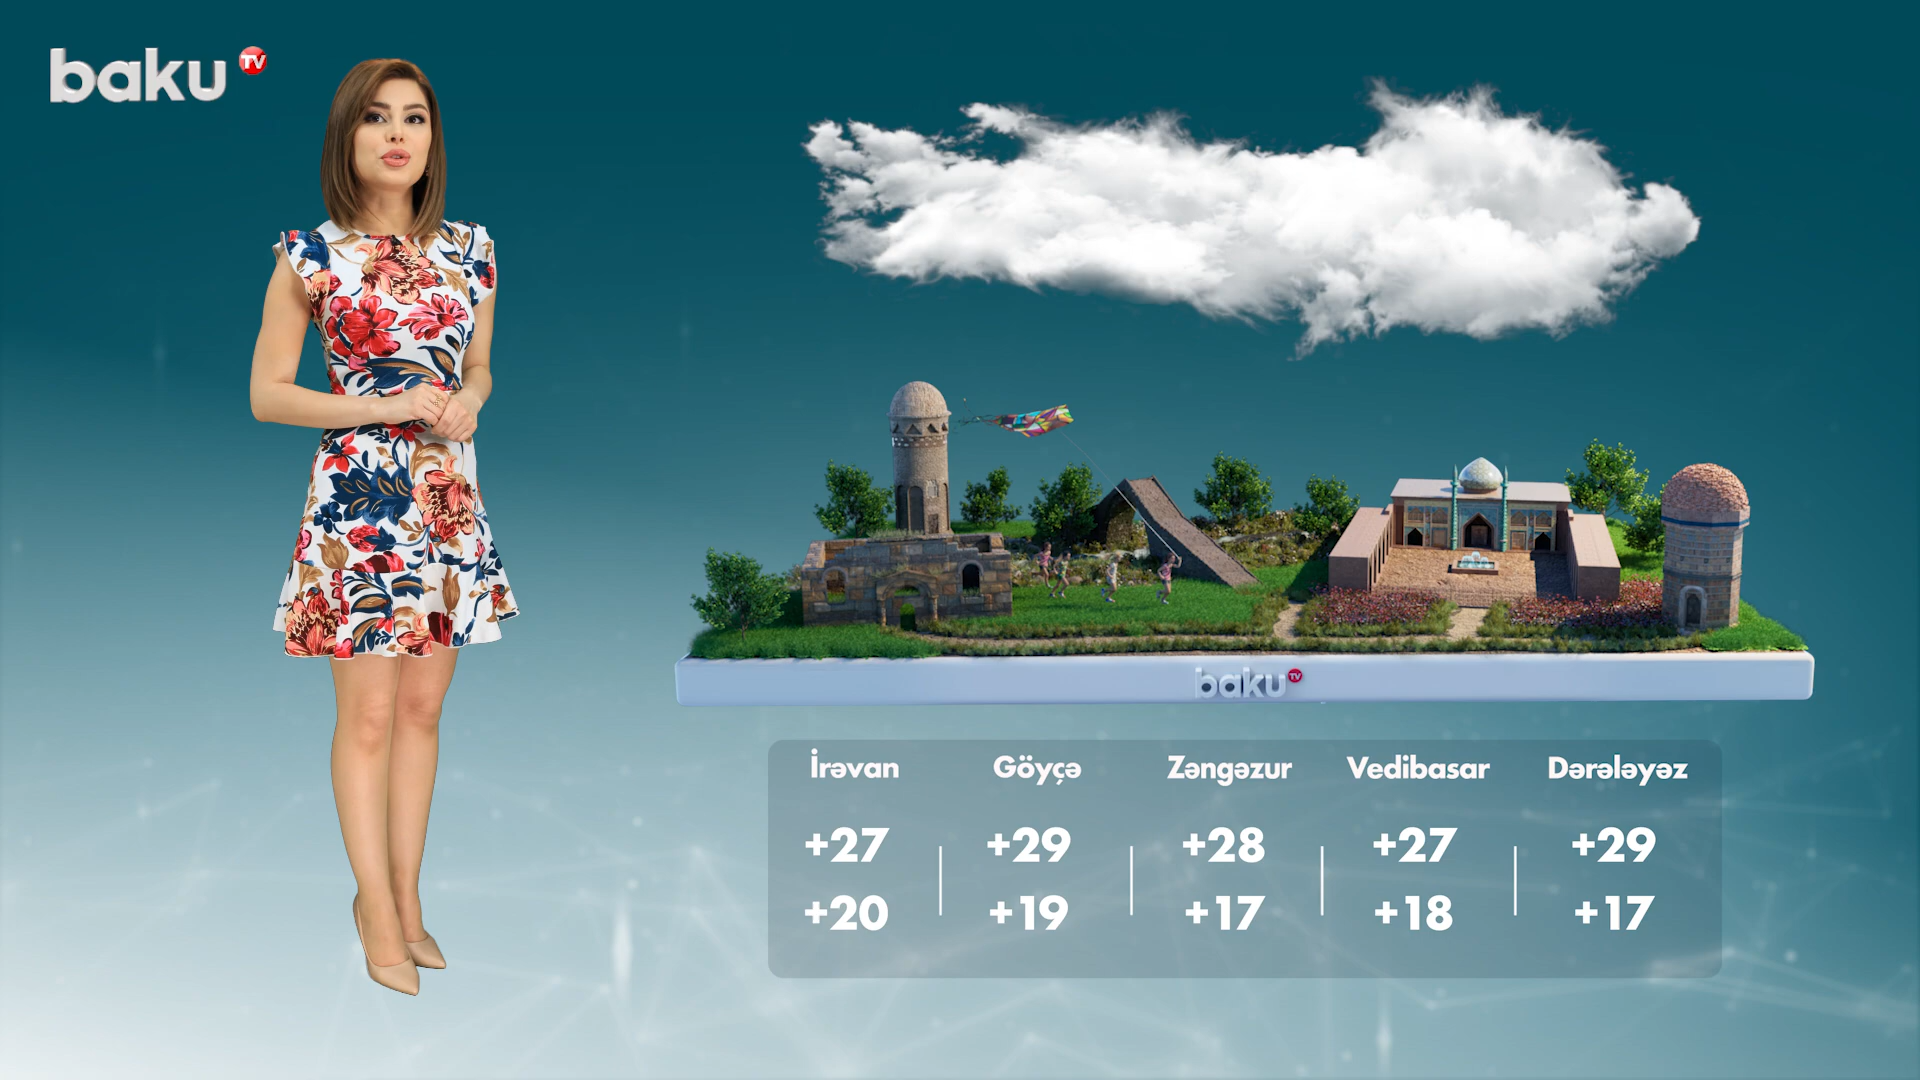 baku TV
baku TV
İrəvan Göyçə Zəngəzur Vedibasar Dərələyəz
+27 +29 +28 +27 +29
+20 +19 +17 +18 +17